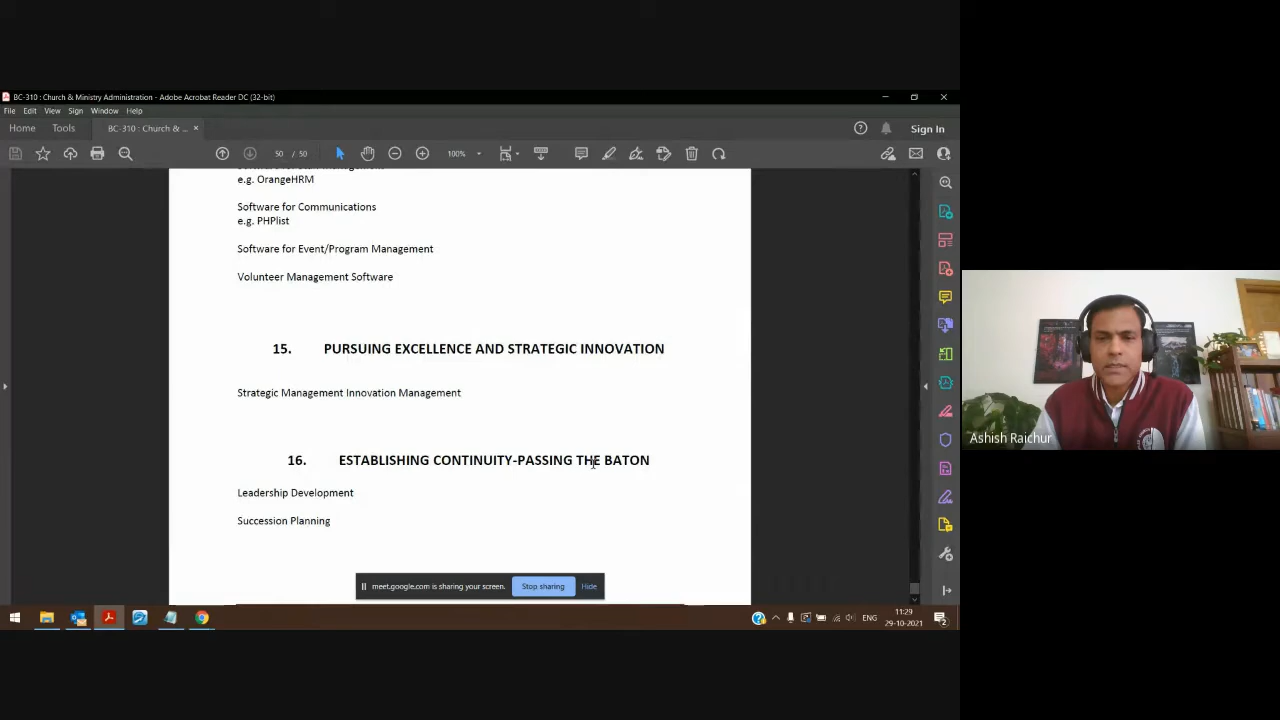 BC-310 : Church & Ministry Administration - Adobe Acrobat Reader DC (32-bit)
File Edit View Sign Window Help
Home Tools BC-310 : Church & ... × Sign In
50 / 50 100%
e.g. OrangeHRM
Software for Communications
e.g. PHPlist
Software for Event/Program Management
Volunteer Management Software
15. PURSUING EXCELLENCE AND STRATEGIC INNOVATION
Strategic Management Innovation Management
16. ESTABLISHING CONTINUITY-PASSING THE BATON
Leadership Development
Succession Planning
meet.google.com is sharing your screen. Stop sharing Hide
ENG
11:29
29-10-2021
Ashish Raichur